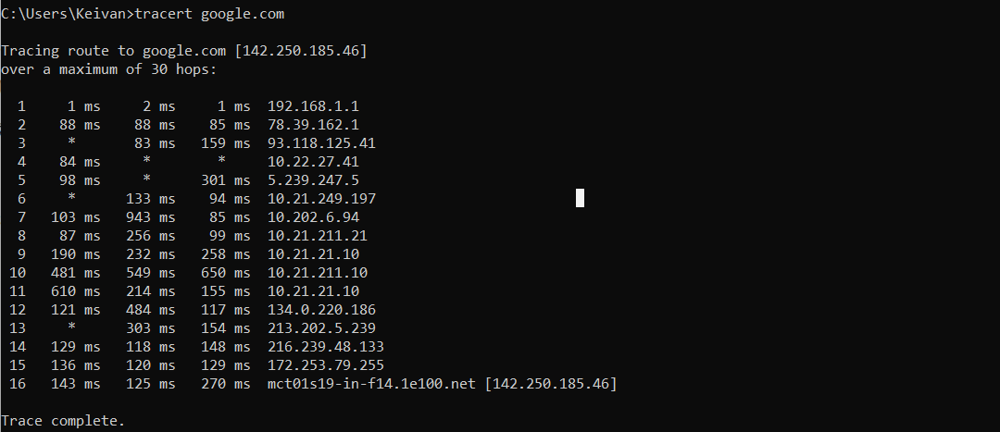 C:\Users\Keivan>tracert google.com
Tracing route to google.com [142.250.185.46]
over a maximum of 30 hops:
1 1 ms 2 ms 1 ms 192.168.1.1
2 88 ms 88 ms 85 ms 78.39.162.1
3 * 83 ms 159 ms 93.118.125.41
4 84 ms * * 10.22.27.41
5 98 ms * 301 ms 5.239.247.5
6 * 133 ms 94 ms 10.21.249.197
7 103 ms 943 ms 85 ms 10.202.6.94
8 87 ms 256 ms 99 ms 10.21.211.21
9 190 ms 232 ms 258 ms 10.21.21.10
10 481 ms 549 ms 650 ms 10.21.211.10
11 610 ms 214 ms 155 ms 10.21.21.10
12 121 ms 484 ms 117 ms 134.0.220.186
13 * 303 ms 154 ms 213.202.5.239
14 129 ms 118 ms 148 ms 216.239.48.133
15 136 ms 120 ms 129 ms 172.253.79.255
16 143 ms 125 ms 270 ms mct01s19-in-f14.1e100.net [142.250.185.46]
Trace complete.